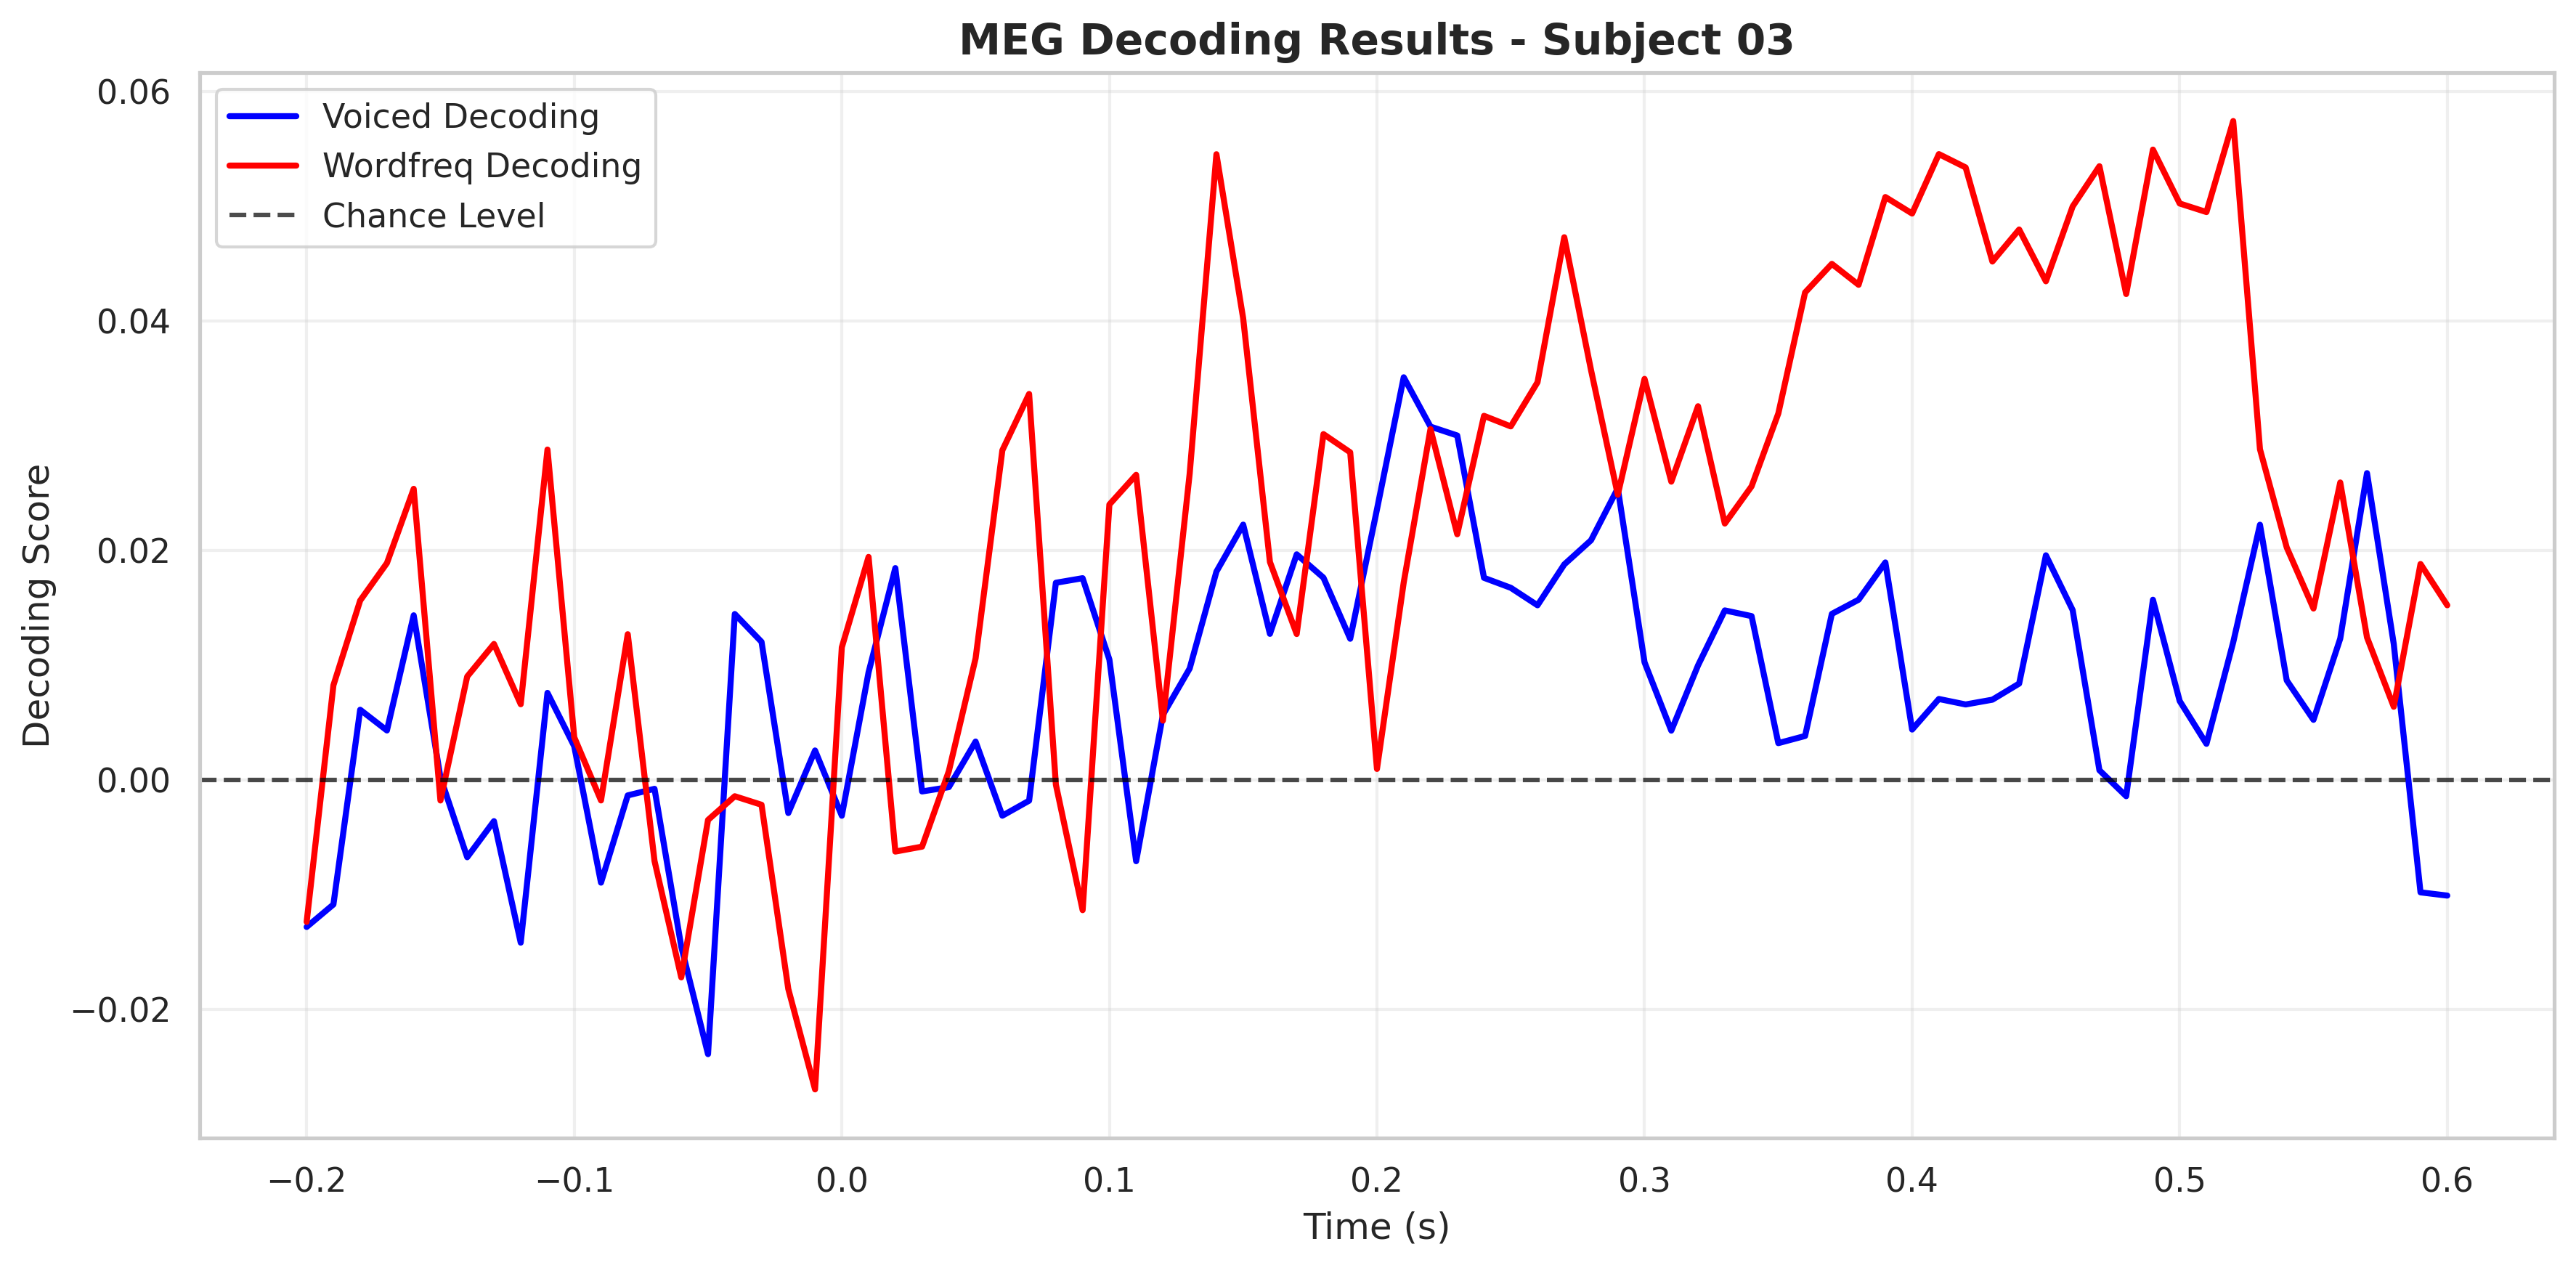 MEG Decoding Results - Subject 03
Voiced Decoding
Wordfreq Decoding
Chance Level
0.06
0.04
0.02
0.00
−0.02
Decoding Score
−0.2 −0.1 0.0 0.1 0.2 0.3 0.4 0.5 0.6
Time (s)